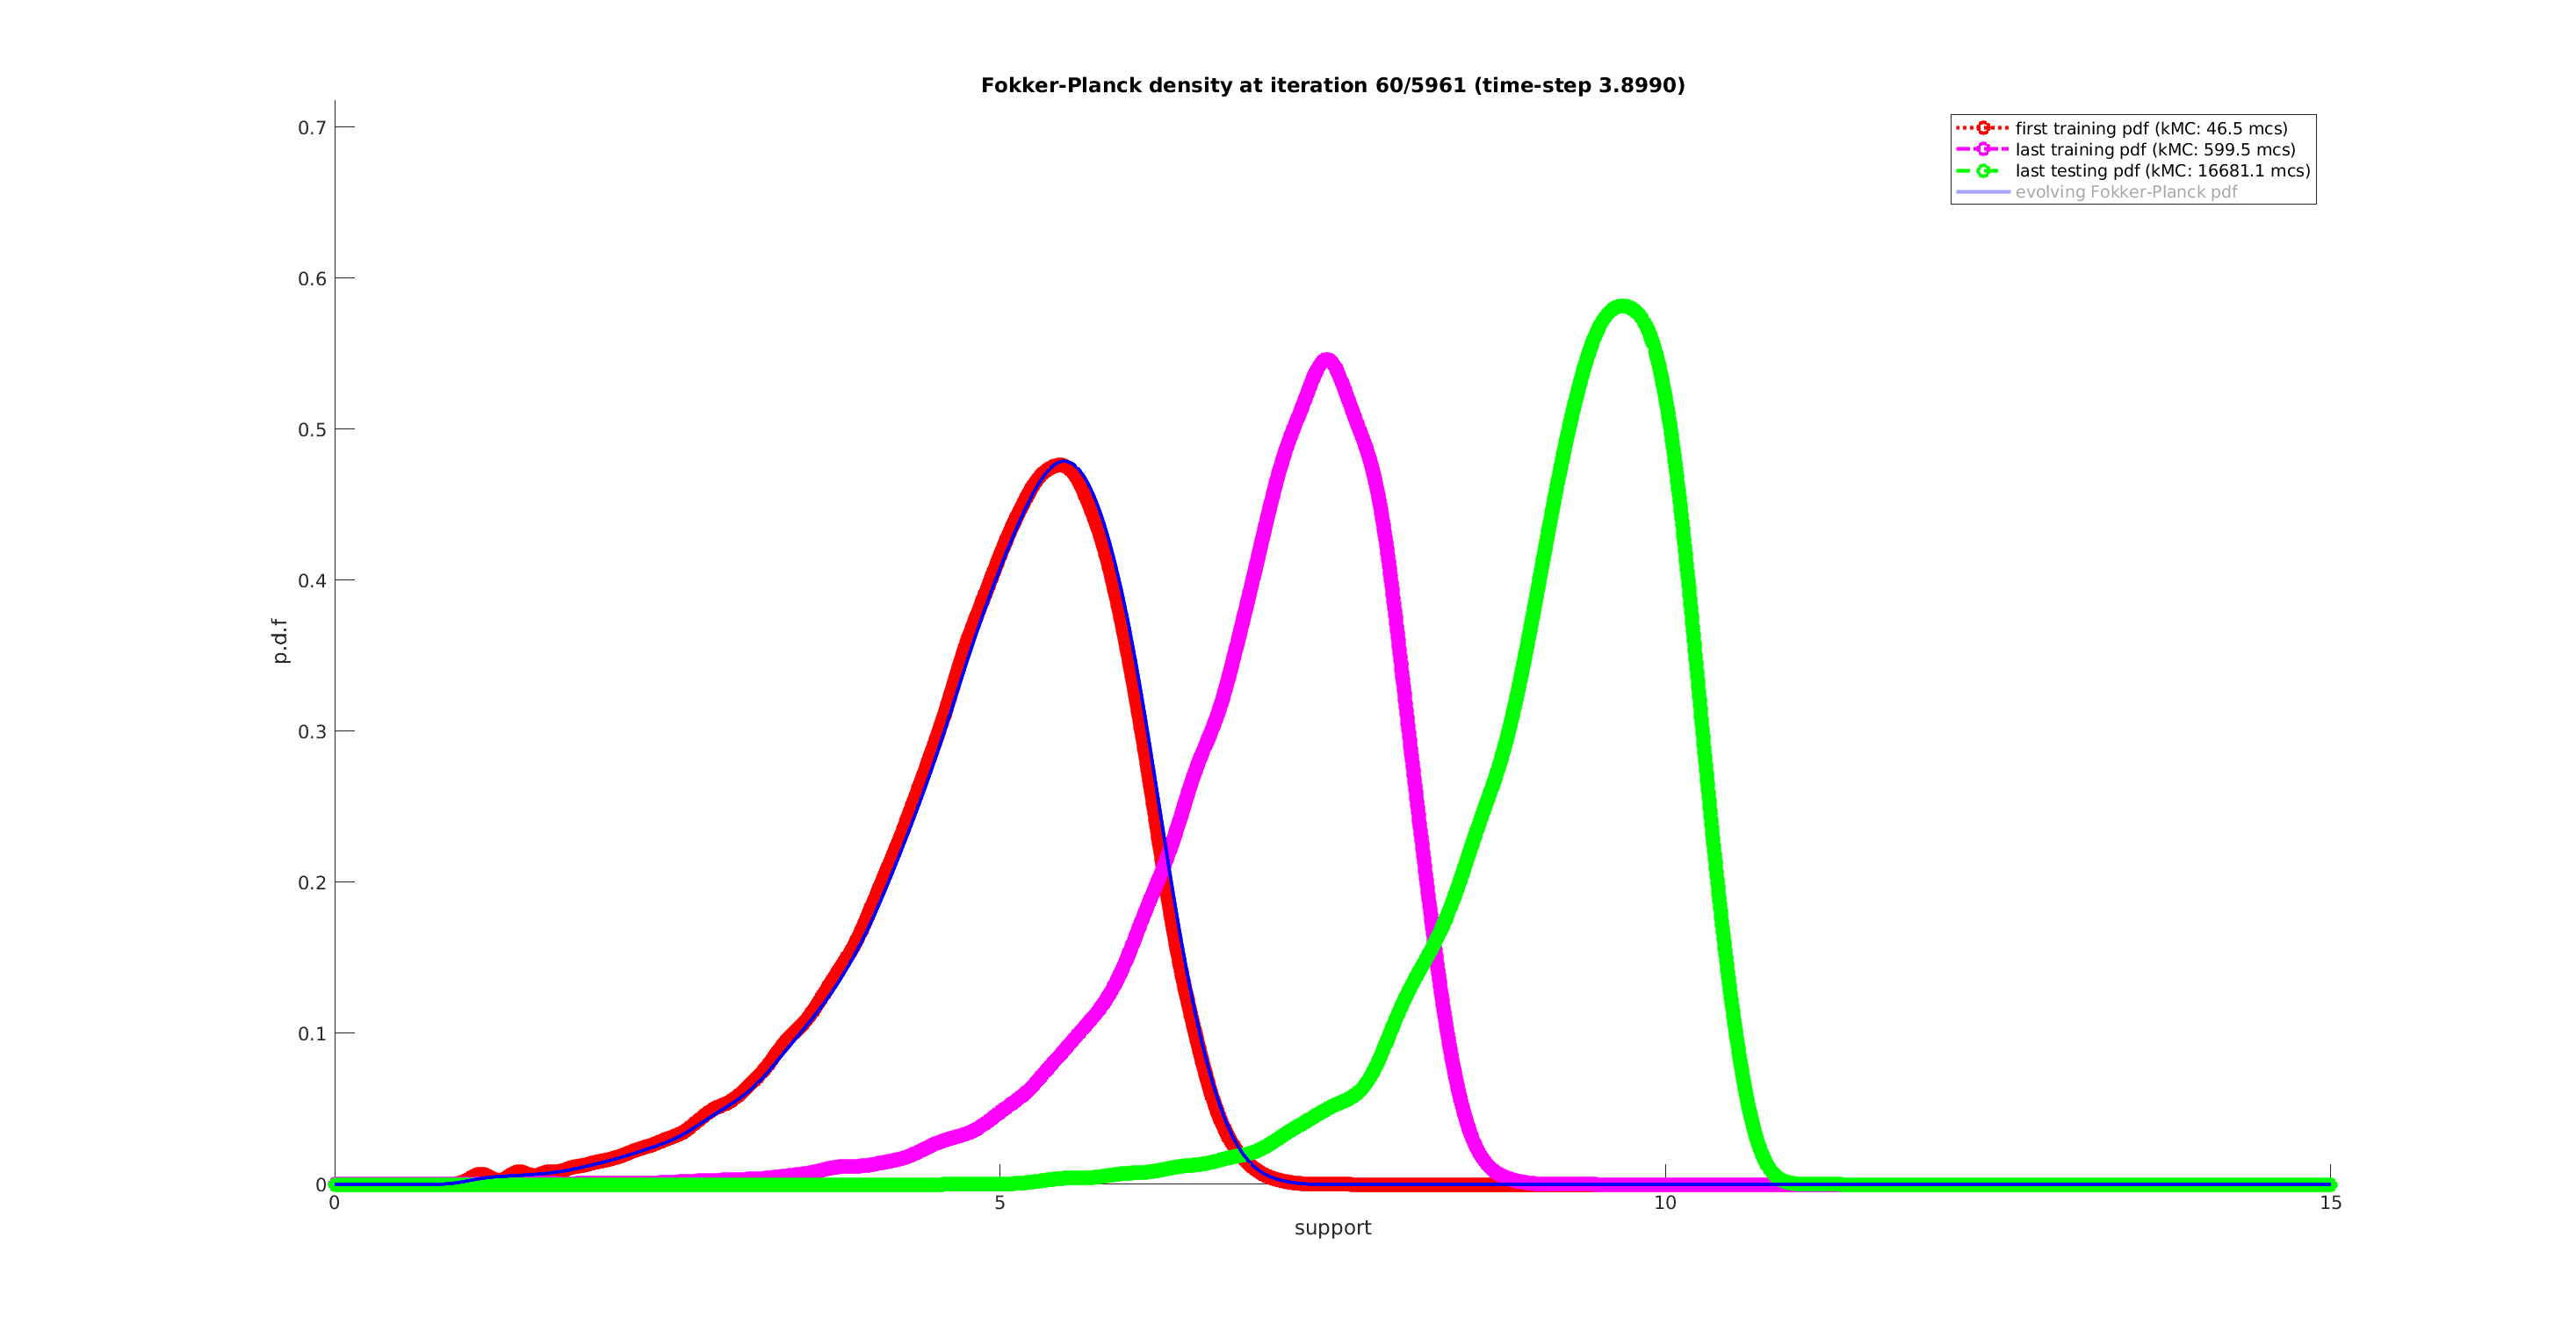 Fokker-Planck density at iteration 60/5961 (time-step 3.8990)
first training pdf (kMC: 46.5 mcs)
last training pdf (kMC: 599.5 mcs)
last testing pdf (kMC: 16681.1 mcs)
evolving Fokker-Planck pdf
0.7
0.6
0.5
0.4
0.3
0.2
0.1
0
p.d.f
0
5
10
15
support